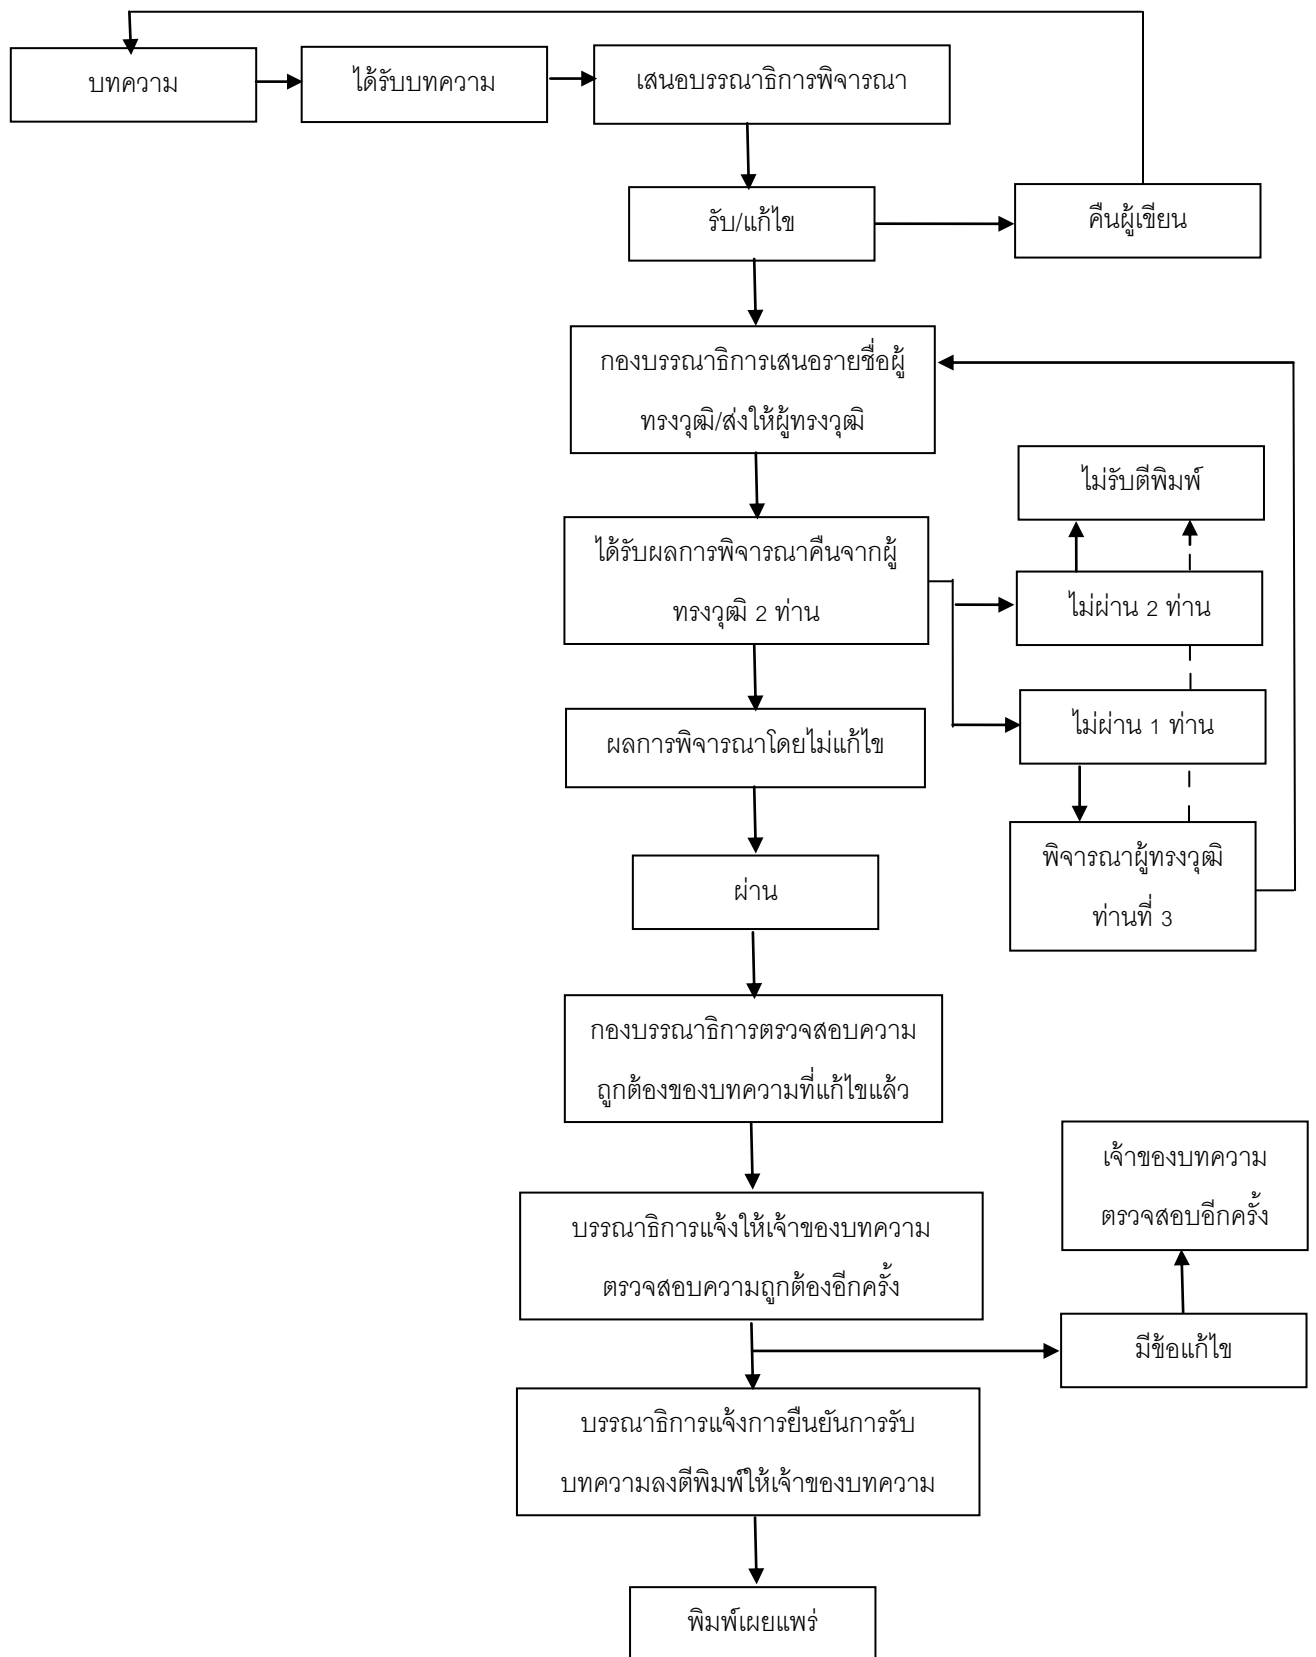 บทความ
ได้รับบทความ
เสนอบรรณาธิการพิจารณา
รับ/แก้ไข
คืนผู้เขียน
กองบรรณาธิการเสนอรายชื่อผู้
ทรงวุฒิ/ส่งให้ผู้ทรงวุฒิ
ไม่รับตีพิมพ์
ได้รับผลการพิจารณาคืนจากผู้
ทรงวุฒิ 2 ท่าน
ไม่ผ่าน 2 ท่าน
ไม่ผ่าน 1 ท่าน
ผลการพิจารณาโดยไม่แก้ไข
พิจารณาผู้ทรงวุฒิ
ท่านที่ 3
ผ่าน
กองบรรณาธิการตรวจสอบความ
ถูกต้องของบทความที่แก้ไขแล้ว
เจ้าของบทความ
ตรวจสอบอีกครั้ง
บรรณาธิการแจ้งให้เจ้าของบทความ
ตรวจสอบความถูกต้องอีกครั้ง
มีข้อแก้ไข
บรรณาธิการแจ้งการยืนยันการรับ
บทความลงตีพิมพ์ให้เจ้าของบทความ
พิมพ์เผยแพร่